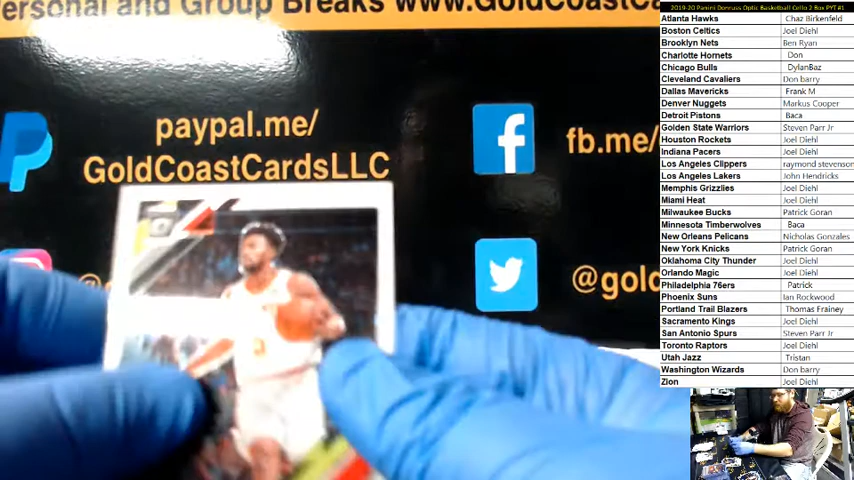 ersonal and Group Breaks www.GoldCoastCa
paypal.me/
GoldCoastCardsLLC
fb.me/
@gold
2019-20 Panini Donruss Optic Basketball Cello 2 Box PYT #1
Atlanta Hawks Chaz Birkenfeld
Boston Celtics Joel Diehl
Brooklyn Nets Ben Ryan
Charlotte Hornets Don
Chicago Bulls DylanBaz
Cleveland Cavaliers Don barry
Dallas Mavericks Frank M
Denver Nuggets Markus Cooper
Detroit Pistons Baca
Golden State Warriors Steven Parr Jr
Houston Rockets Joel Diehl
Indiana Pacers Joel Diehl
Los Angeles Clippers raymond stevenson
Los Angeles Lakers John Hendricks
Memphis Grizzlies Joel Diehl
Miami Heat Joel Diehl
Milwaukee Bucks Patrick Goran
Minnesota Timberwolves Baca
New Orleans Pelicans Nicholas Gonzales
New York Knicks Patrick Goran
Oklahoma City Thunder Joel Diehl
Orlando Magic Joel Diehl
Philadelphia 76ers Patrick
Phoenix Suns Ian Rockwood
Portland Trail Blazers Thomas Frainey
Sacramento Kings Joel Diehl
San Antonio Spurs Steven Parr Jr
Toronto Raptors Joel Diehl
Utah Jazz Tristan
Washington Wizards Don barry
Zion Joel Diehl